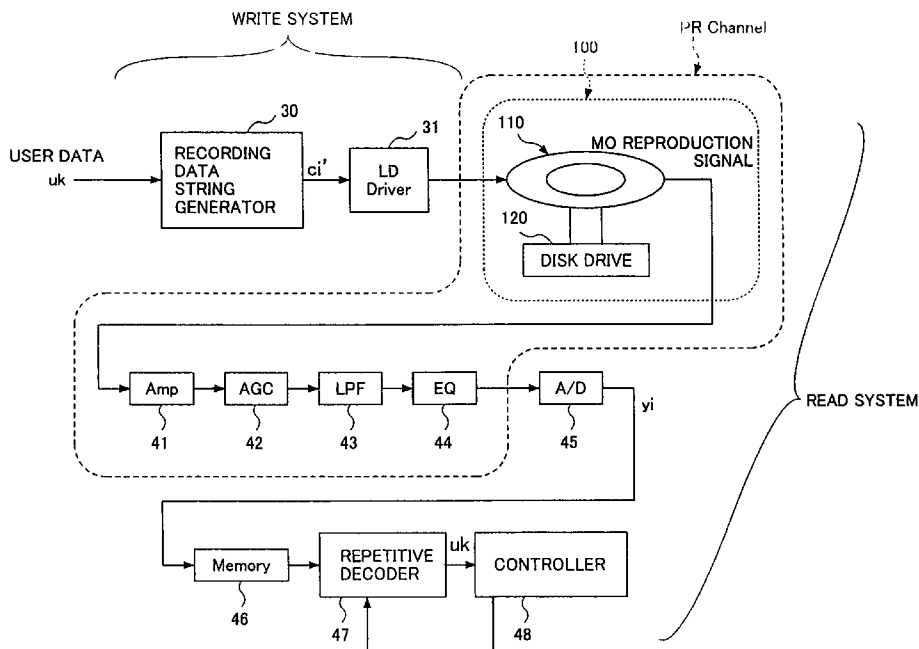 WRITE SYSTEM
PR Channel
100
30
31
110
MO REPRODUCTION
SIGNAL
USER DATA
uk
RECORDING
DATA
STRING
GENERATOR
ci'
LD
Driver
120
DISK DRIVE
Amp
AGC
LPF
EQ
A/D
yi
41
42
43
44
45
READ SYSTEM
Memory
REPETITIVE
DECODER
uk
CONTROLLER
46
47
48